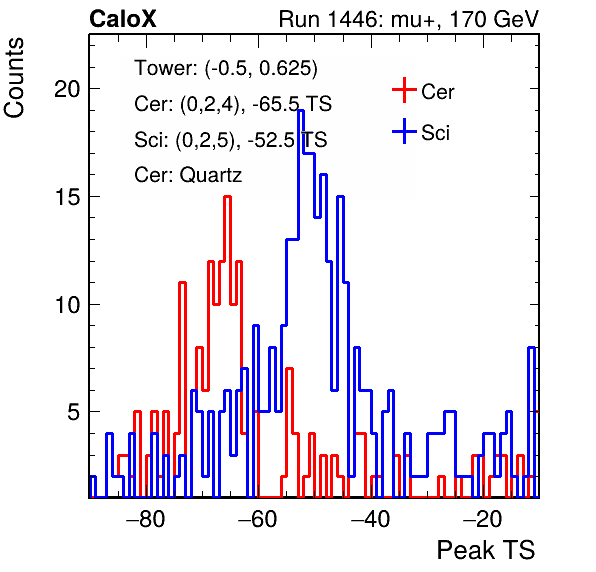 CaloX Run 1446: mu+, 170 GeV
Counts
Tower: (-0.5, 0.625)
Cer: (0,2,4), -65.5 TS
Sci: (0,2,5), -52.5 TS
Cer: Quartz
Cer
Sci
20
15
10
5
−80 −60 −40 −20
Peak TS